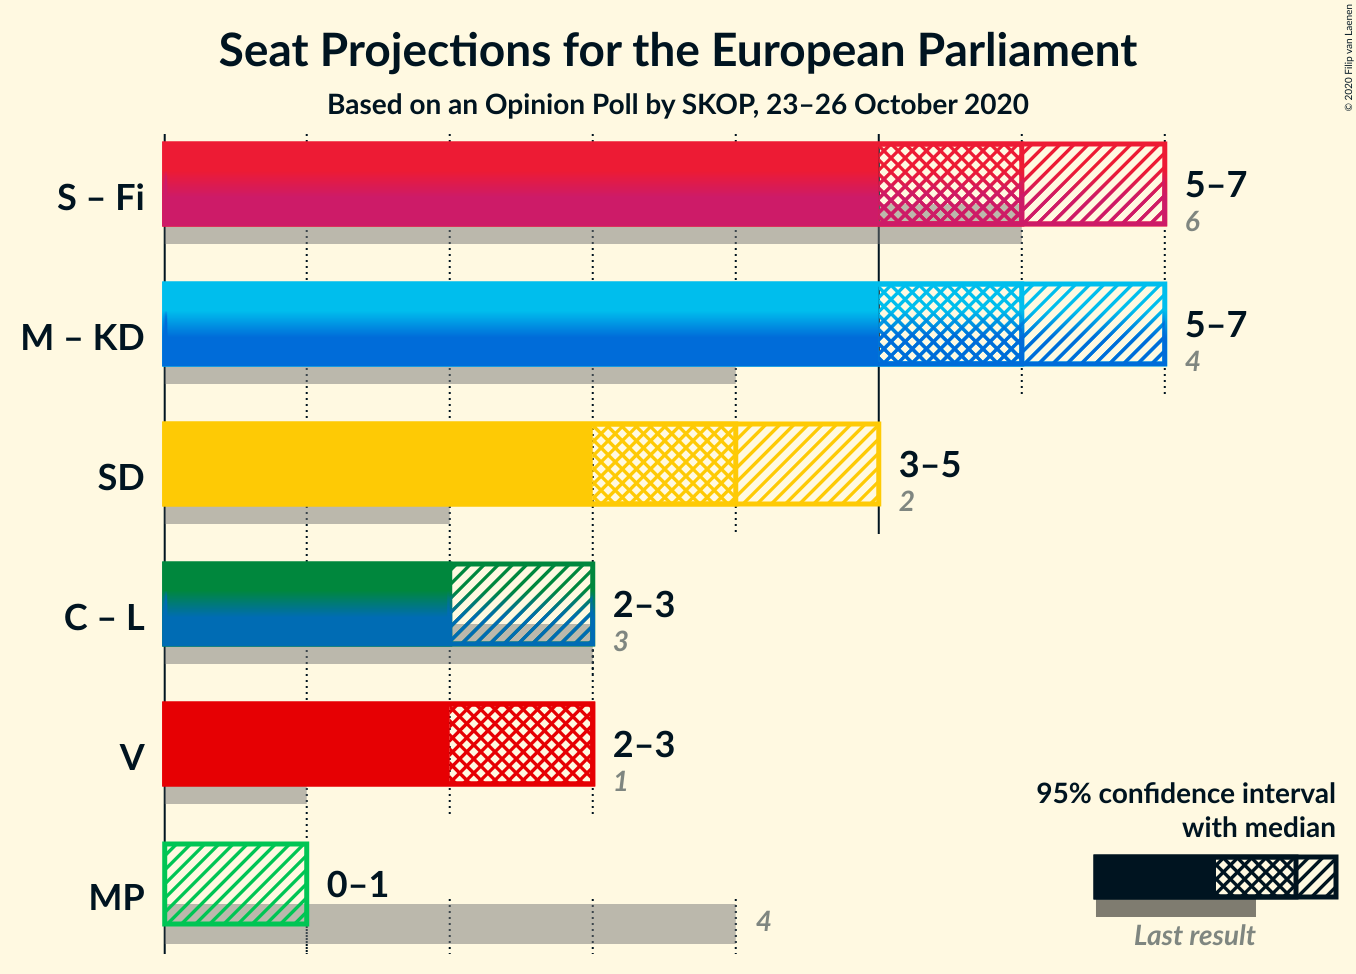 Seat Projections for the European Parliament
Based on an Opinion Poll by SKOP, 23–26 October 2020
© 2020 Filip van Laenen
S – Fi
5–7
6
M – KD
5–7
4
SD
3–5
2
C – L
2–3
3
V
2–3
1
MP
0–1
4
95% confidence interval
with median
Last result